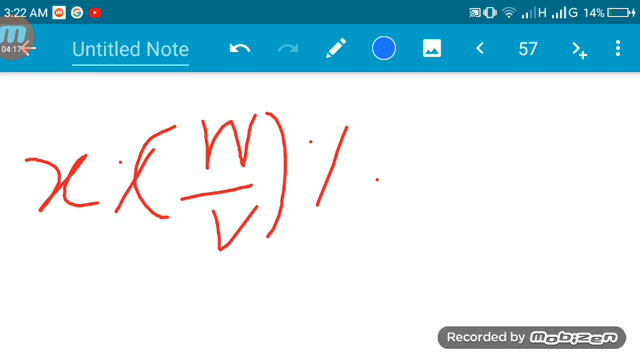 3:22 AM H G 14%
04:17 Untitled Note 57
x % (W/V) %
Recorded by mobizen